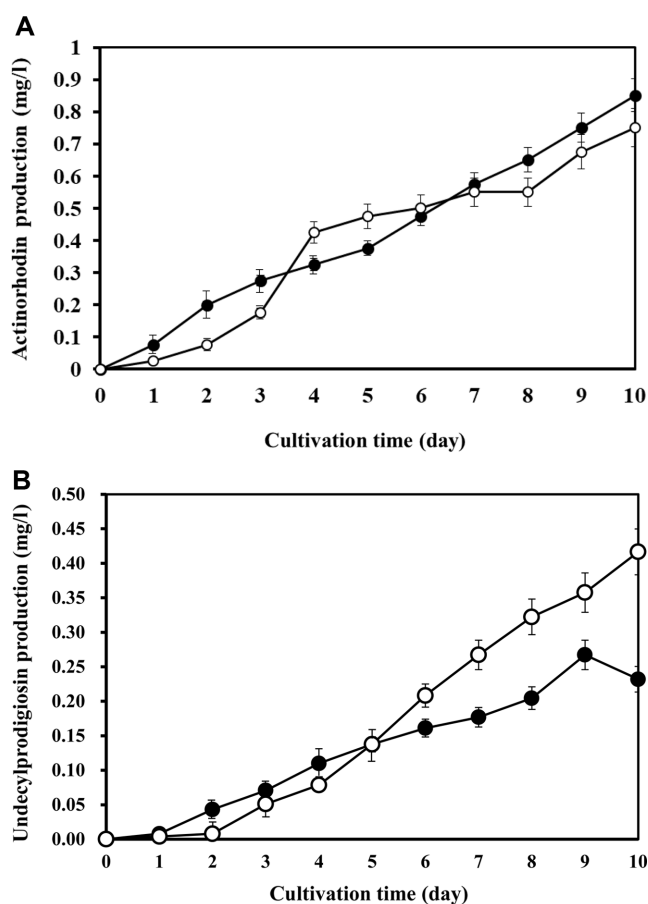 A
Actinorhodin production (mg/l)
1
0.9
0.8
0.7
0.6
0.5
0.4
0.3
0.2
0.1
0
0 1 2 3 4 5 6 7 8 9 10
Cultivation time (day)
B
Undecylprodigiosin production (mg/l)
0.50
0.45
0.40
0.35
0.30
0.25
0.20
0.15
0.10
0.05
0.00
0 1 2 3 4 5 6 7 8 9 10
Cultivation time (day)